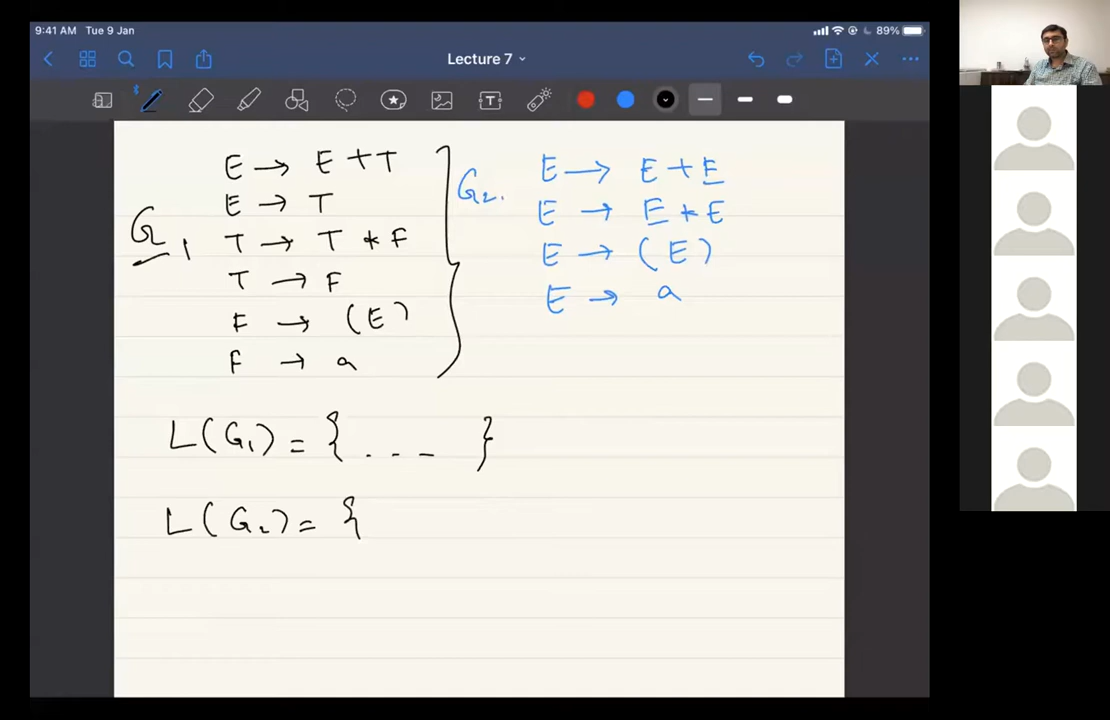 9:41 AM Tue 9 Jan 89%
Lecture 7
E → E + T
E → T
G1 T → T * F
T → F
F → (E)
F → a
G2. E → E + E
E → E * E
E → (E)
E → a
L(G1) = { . - - }
L(G2) = {